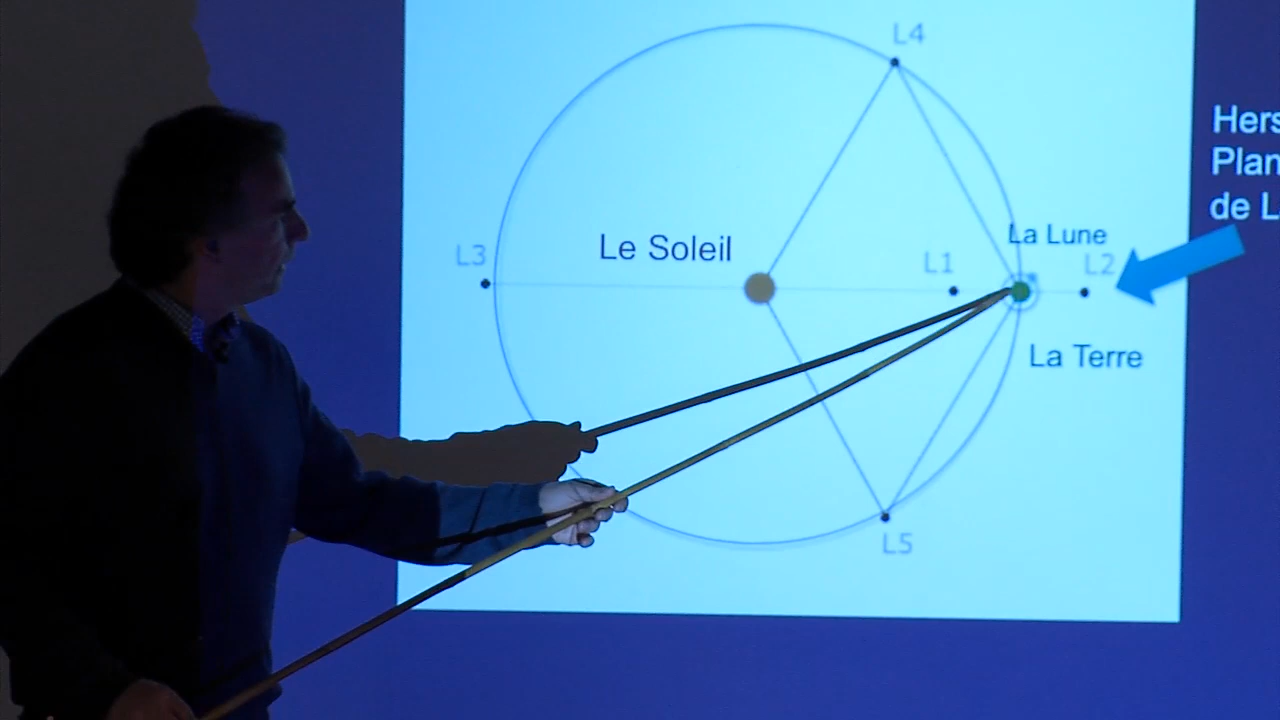 L4
Hers
Plan
de L
La Lune
Le Soleil
L3
L1
L2
La Terre
L5